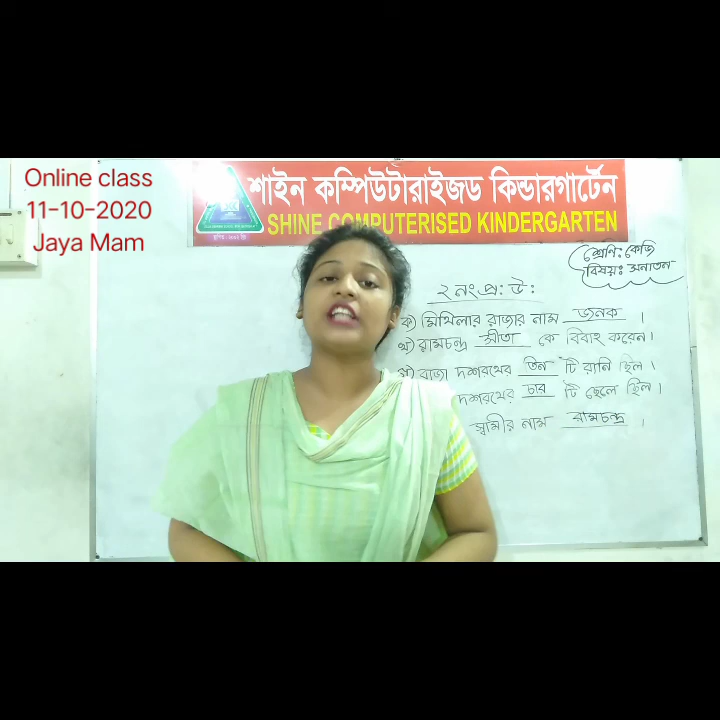 Online class
11-10-2020
Jaya Mam
শাইন কম্পিউটারাইজড কিন্ডারগার্টেন
SHINE COMPUTERISED KINDERGARTEN
শ্রেনি: কেজি
বিষয়ঃ সনাতন
২নং প্র: উ:
ক) মিথিলার রাজার নাম জনক
খ) রামচন্দ্র সীতা কে বিবাহ করেন।
গ) রাজা দশরথের তিন টি রানি ছিল।
দশরথের চার টি ছেলে ছিল।
স্বামীর নাম রামচন্দ্র ।